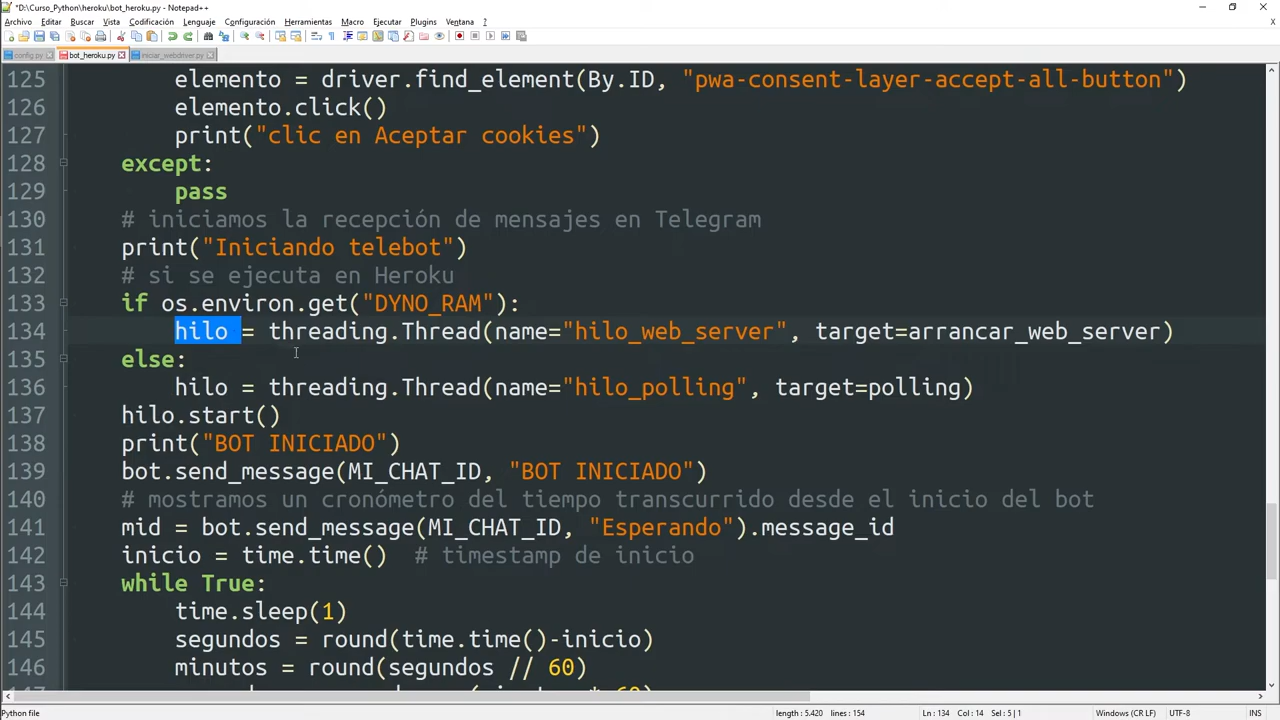 *D:\Curso_Python\heroku\bot_heroku.py - Notepad++
Archivo Editar Buscar Vista Codificación Lenguaje Configuración Herramientas Macro Ejecutar Plugins Ventana ?
config.py bot_heroku.py iniciar_webdriver.py
125 elemento = driver.find_element(By.ID, "pwa-consent-layer-accept-all-button")
126 elemento.click()
127 print("clic en Aceptar cookies")
128 except:
129 pass
130 # iniciamos la recepción de mensajes en Telegram
131 print("Iniciando telebot")
132 # si se ejecuta en Heroku
133 if os.environ.get("DYNO_RAM"):
134 hilo = threading.Thread(name="hilo_web_server", target=arrancar_web_server)
135 else:
136 hilo = threading.Thread(name="hilo_polling", target=polling)
137 hilo.start()
138 print("BOT INICIADO")
139 bot.send_message(MI_CHAT_ID, "BOT INICIADO")
140 # mostramos un cronómetro del tiempo transcurrido desde el inicio del bot
141 mid = bot.send_message(MI_CHAT_ID, "Esperando").message_id
142 inicio = time.time() # timestamp de inicio
143 while True:
144 time.sleep(1)
145 segundos = round(time.time()-inicio)
146 minutos = round(segundos // 60)
Python file length : 5.420 lines : 154 Ln : 134 Col : 14 Sel : 5 | 1 Windows (CR LF) UTF-8 INS